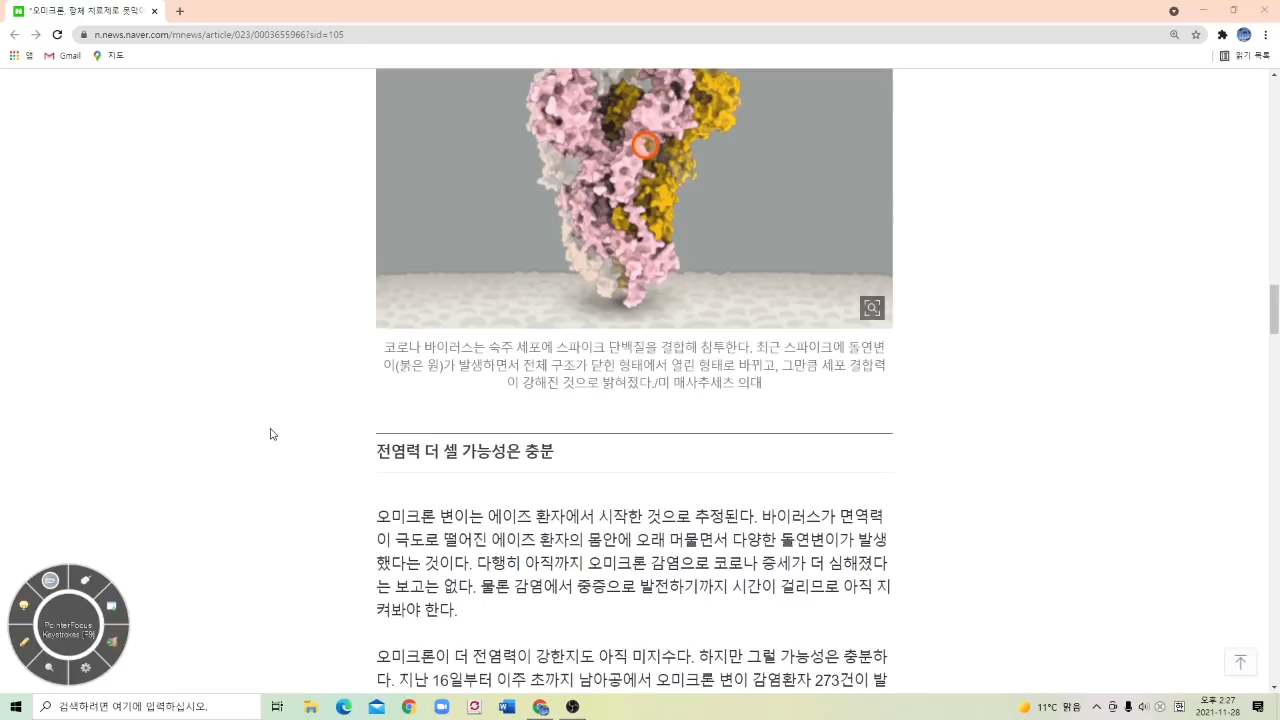 "오미크론, 항체 치료제로 못막아
n.news.naver.com/mnews/article/023/0003655966?sid=105
앱
Gmail
지도
읽기 목록
코로나 바이러스는 숙주 세포에 스파이크 단백질을 결합해 침투한다. 최근 스파이크에 돌연변
이(붉은 원)가 발생하면서 전체 구조가 닫힌 형태에서 열린 형태로 바뀌고, 그만큼 세포 결합력
이 강해진 것으로 밝혀졌다./미 매사추세츠 의대
전염력 더 셀 가능성은 충분
오미크론 변이는 에이즈 환자에서 시작한 것으로 추정된다. 바이러스가 면역력
이 극도로 떨어진 에이즈 환자의 몸안에 오래 머물면서 다양한 돌연변이가 발생
했다는 것이다. 다행히 아직까지 오미크론 감염으로 코로나 증세가 더 심해졌다
는 보고는 없다. 물론 감염에서 중증으로 발전하기까지 시간이 걸리므로 아직 지
켜봐야 한다.
오미크론이 더 전염력이 강한지도 아직 미지수다. 하지만 그럴 가능성은 충분하
다. 지난 16일부터 이주 초까지 남아공에서 오미크론 변이 감염환자 273건이 발
PointerFocus
Keystrokes (F9)
검색하려면 여기에 입력하십시오.
11℃ 맑음
한
오후 2:27
2021-11-28